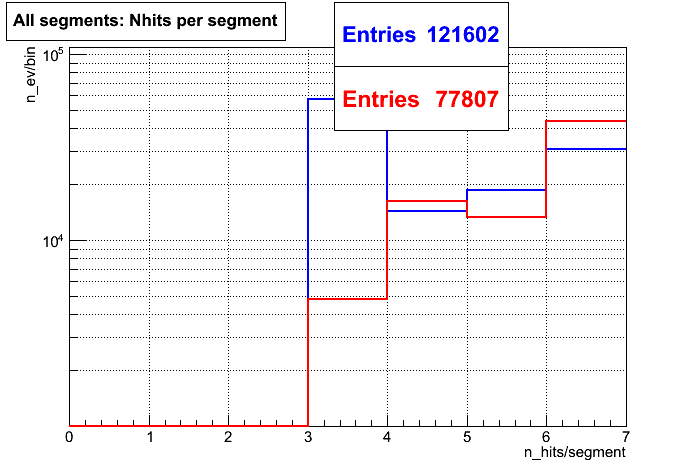 All segments: Nhits per segment
Entries 121602
Entries 77807
n_ev/bin
10⁵
10⁴
0 1 2 3 4 5 6 7
n_hits/segment